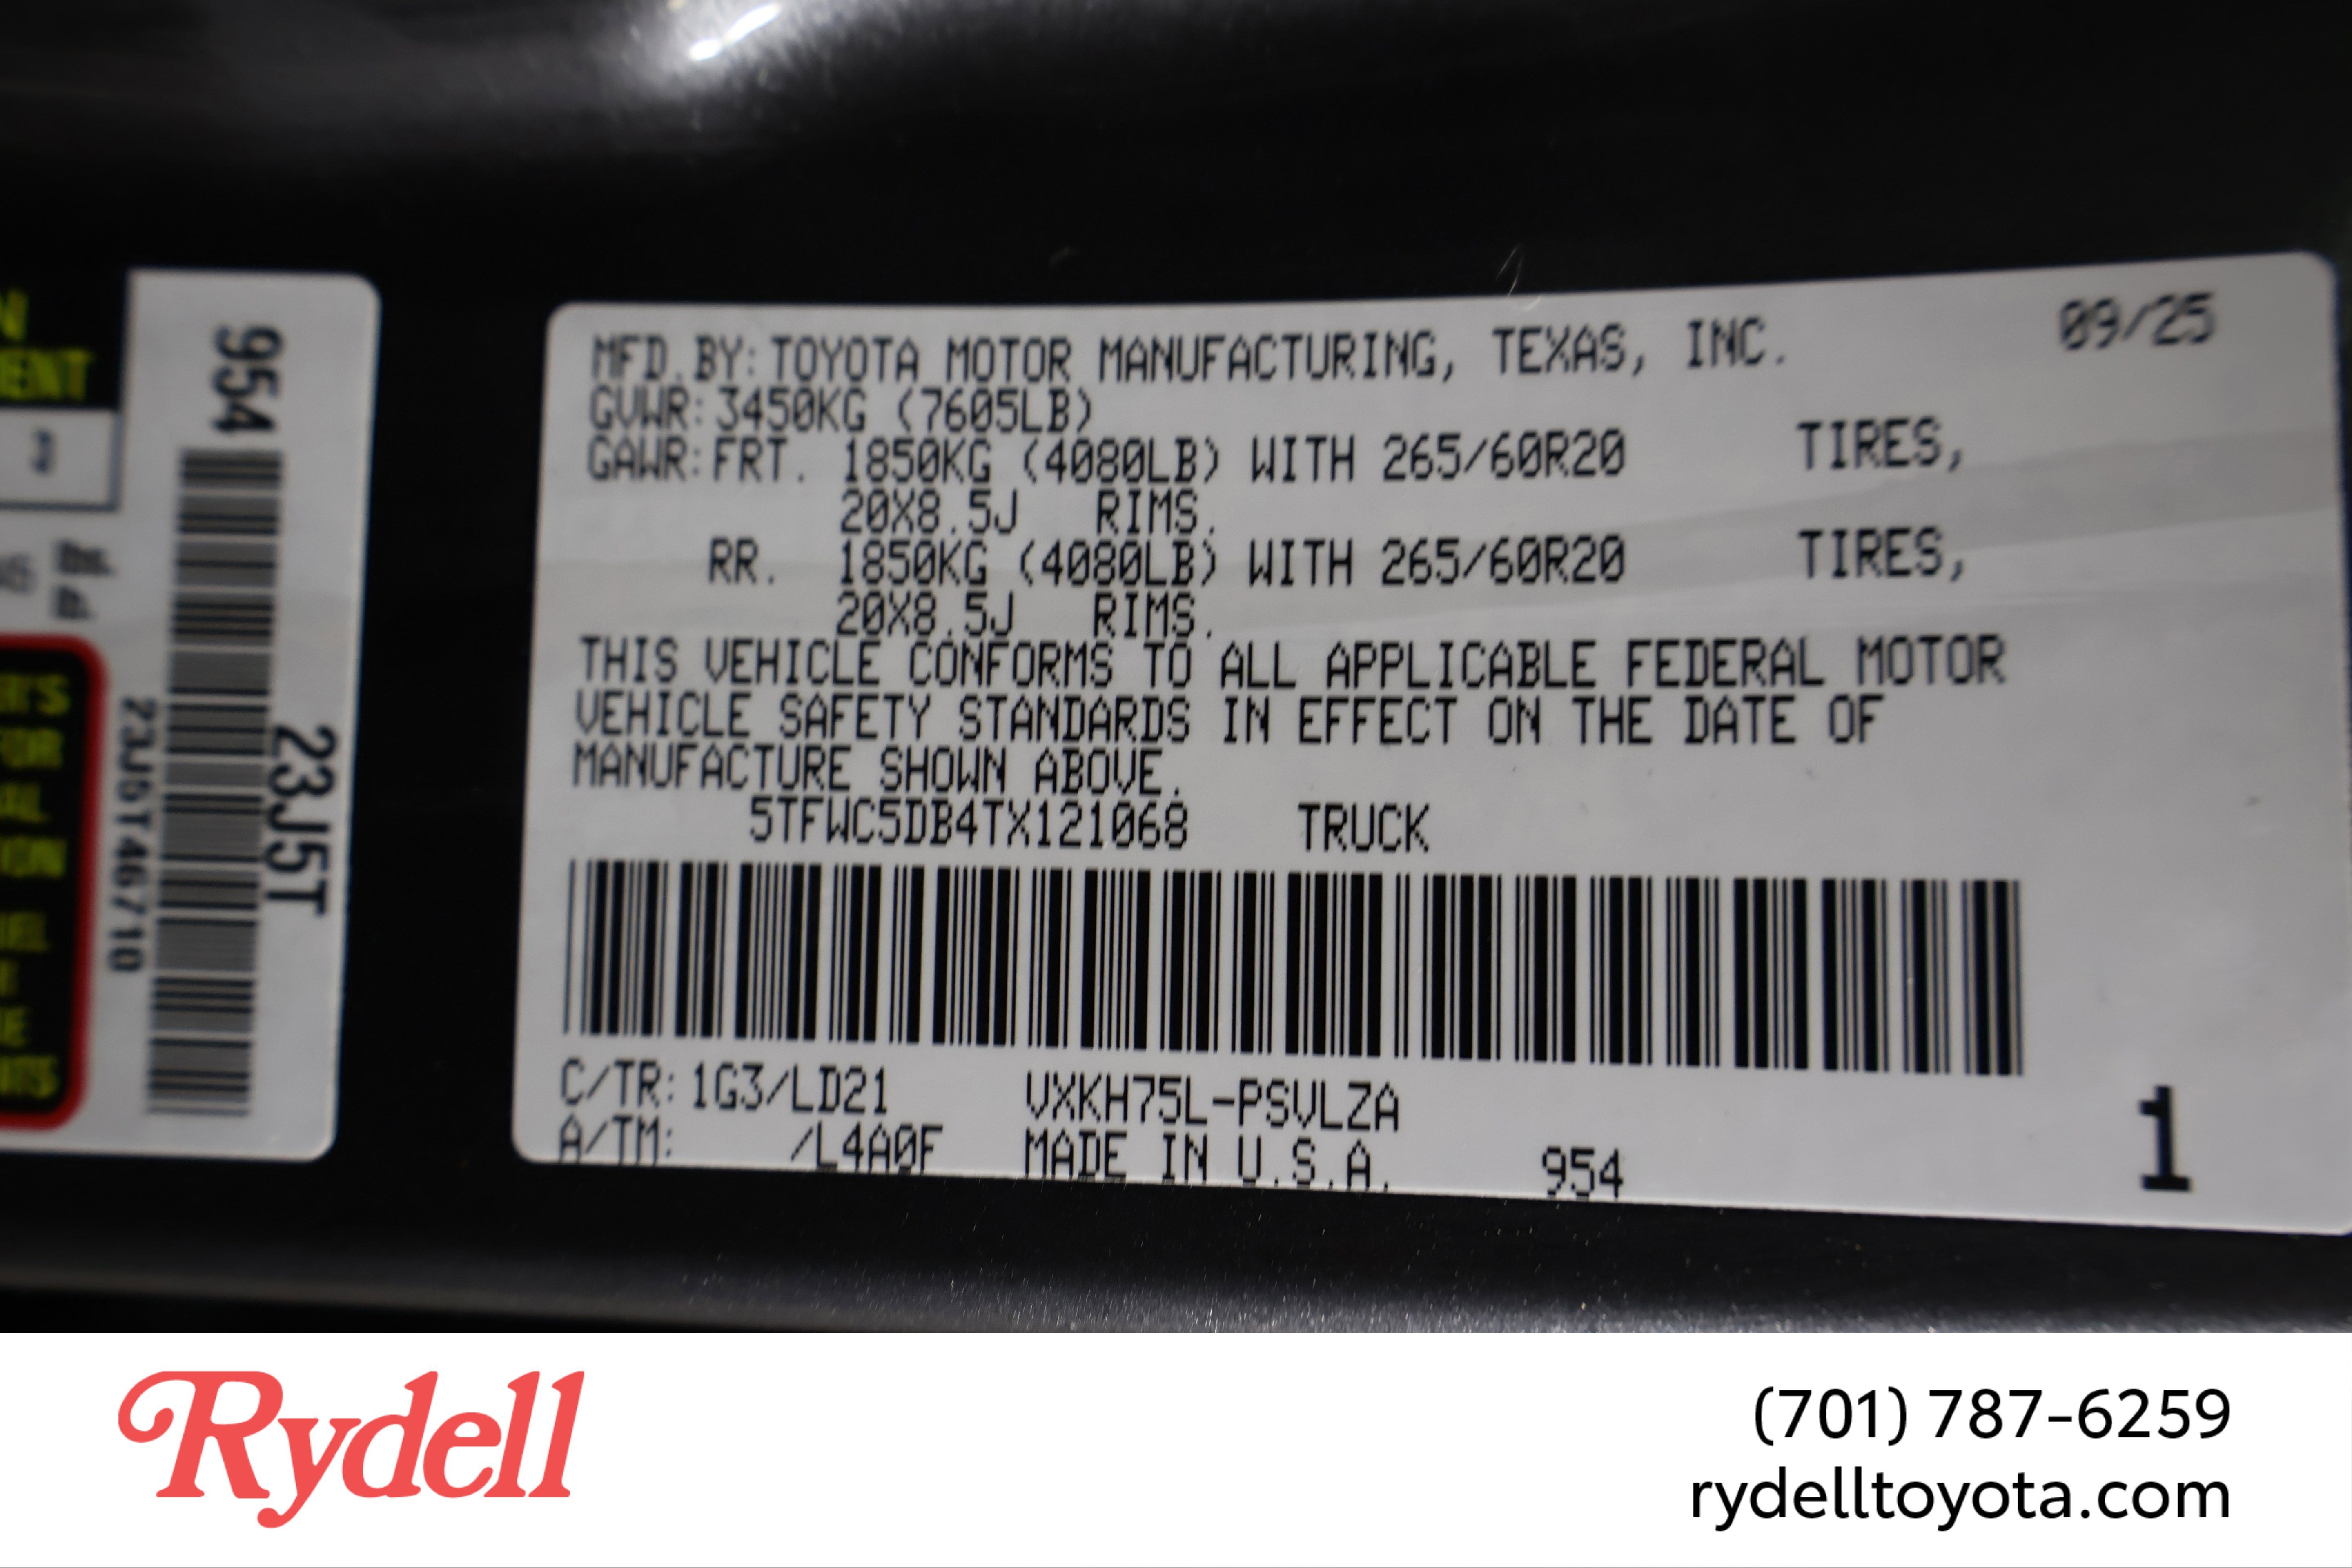 954
23J5T
23J5T46710
MFD.BY:TOYOTA MOTOR MANUFACTURING, TEXAS, INC. 09/25
GVWR:3450KG (7605LB)
GAWR:FRT. 1850KG (4080LB) WITH 265/60R20 TIRES,
20X8.5J RIMS.
RR. 1850KG (4080LB) WITH 265/60R20 TIRES,
20X8.5J RIMS.
THIS VEHICLE CONFORMS TO ALL APPLICABLE FEDERAL MOTOR
VEHICLE SAFETY STANDARDS IN EFFECT ON THE DATE OF
MANUFACTURE SHOWN ABOVE.
5TFWC5DB4TX121068 TRUCK
C/TR:1G3/LD21 VXKH75L-PSVLZA
A/TM: /L4A0F MADE IN U.S.A. 954 1
Rydell
(701) 787-6259
rydelltoyota.com